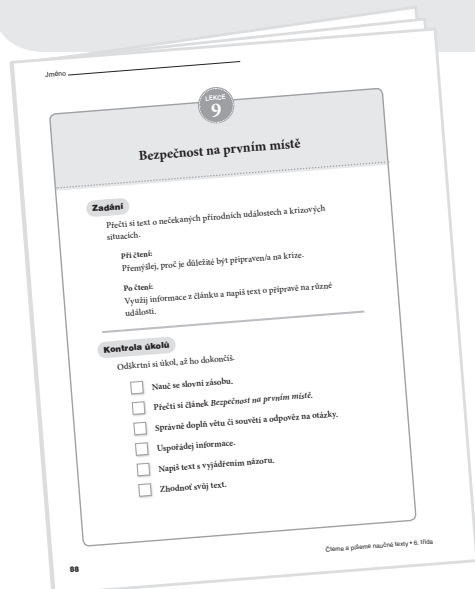 Jméno
LEKCE
9
Bezpečnost na prvním místě
Zadání
Přečti si text o nečekaných přírodních událostech a krizových
situacích.
Při čtení:
Přemýšlej, proč je důležité být připraven/a na krize.
Po čtení:
Využij informace z článku a napiš text o přípravě na různé
události.
Kontrola úkolů
Odškrtni si úkol, až ho dokončíš.
Nauč se slovní zásobu.
Přečti si článek Bezpečnost na prvním místě.
Správně doplň větu či souvětí a odpověz na otázky.
Uspořádej informace.
Napiš text s vyjádřením názoru.
Zhodnoť svůj text.
88
Čteme a píšeme naučné texty • 6. třída